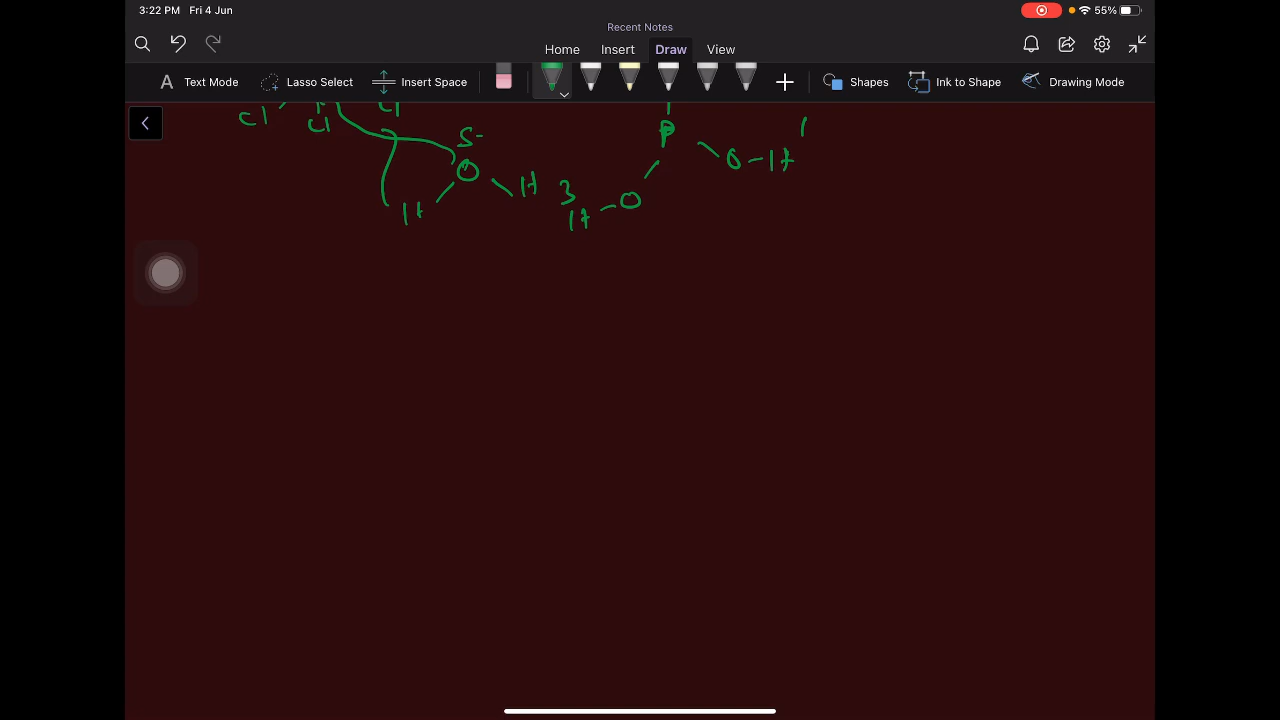 3:22 PM Fri 4 Jun
55%
Recent Notes
Home Insert Draw View
A Text Mode Lasso Select Insert Space Shapes Ink to Shape Drawing Mode
Cl Cl Cl
S-
P
O
O - H
H
3
O
H
H